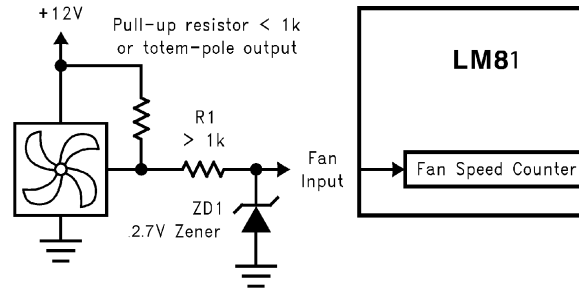 +12V
Pull-up resistor < 1k
or totem-pole output
LM81
R1
> 1k
Fan
Input
Fan Speed Counter
ZD1
2.7V Zener